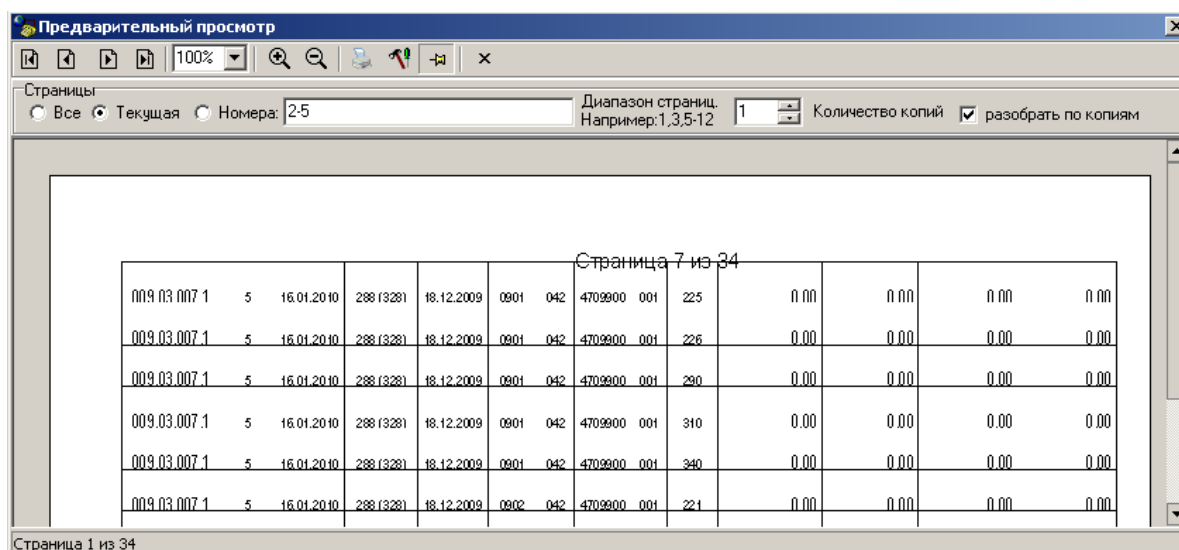 Предварительный просмотр
100%
Страницы
Все Текущая Номера: 2-5 Диапазон страниц. Например:1,3,5-12 1 Количество копий разобрать по копиям
Страница 7 из 34
009.03.007.1 5 16.01.2010 288 (328) 18.12.2009 0901 042 4709900 001 225 0.00 0.00 0.00 0.00
009.03.007.1 5 16.01.2010 288 (328) 18.12.2009 0901 042 4709900 001 226 0.00 0.00 0.00 0.00
009.03.007.1 5 16.01.2010 288 (328) 18.12.2009 0901 042 4709900 001 290 0.00 0.00 0.00 0.00
009.03.007.1 5 16.01.2010 288 (328) 18.12.2009 0901 042 4709900 001 310 0.00 0.00 0.00 0.00
009.03.007.1 5 16.01.2010 288 (328) 18.12.2009 0901 042 4709900 001 340 0.00 0.00 0.00 0.00
009.03.007.1 5 16.01.2010 288 (328) 18.12.2009 0902 042 4709900 001 221 0.00 0.00 0.00 0.00
Страница 1 из 34